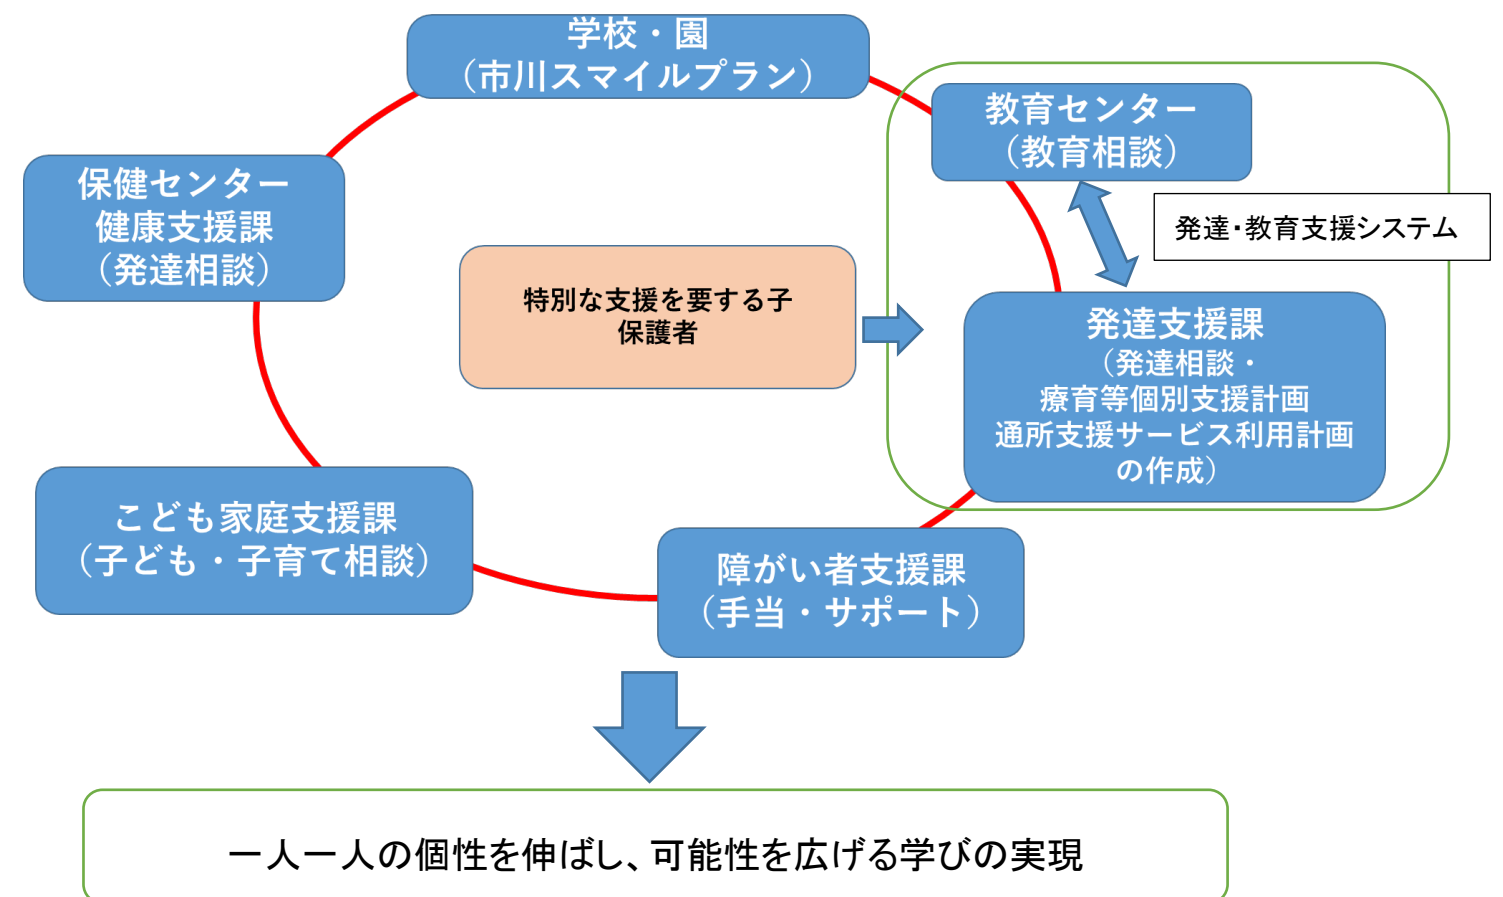 学校・園
（市川スマイルプラン）
教育センター
（教育相談）
保健センター
健康支援課
（発達相談）
発達・教育支援システム
特別な支援を要する子
保護者
発達支援課
（発達相談・
療育等個別支援計画
通所支援サービス利用計画
の作成）
こども家庭支援課
（子ども・子育て相談）
障がい者支援課
（手当・サポート）
一人一人の個性を伸ばし、可能性を広げる学びの実現